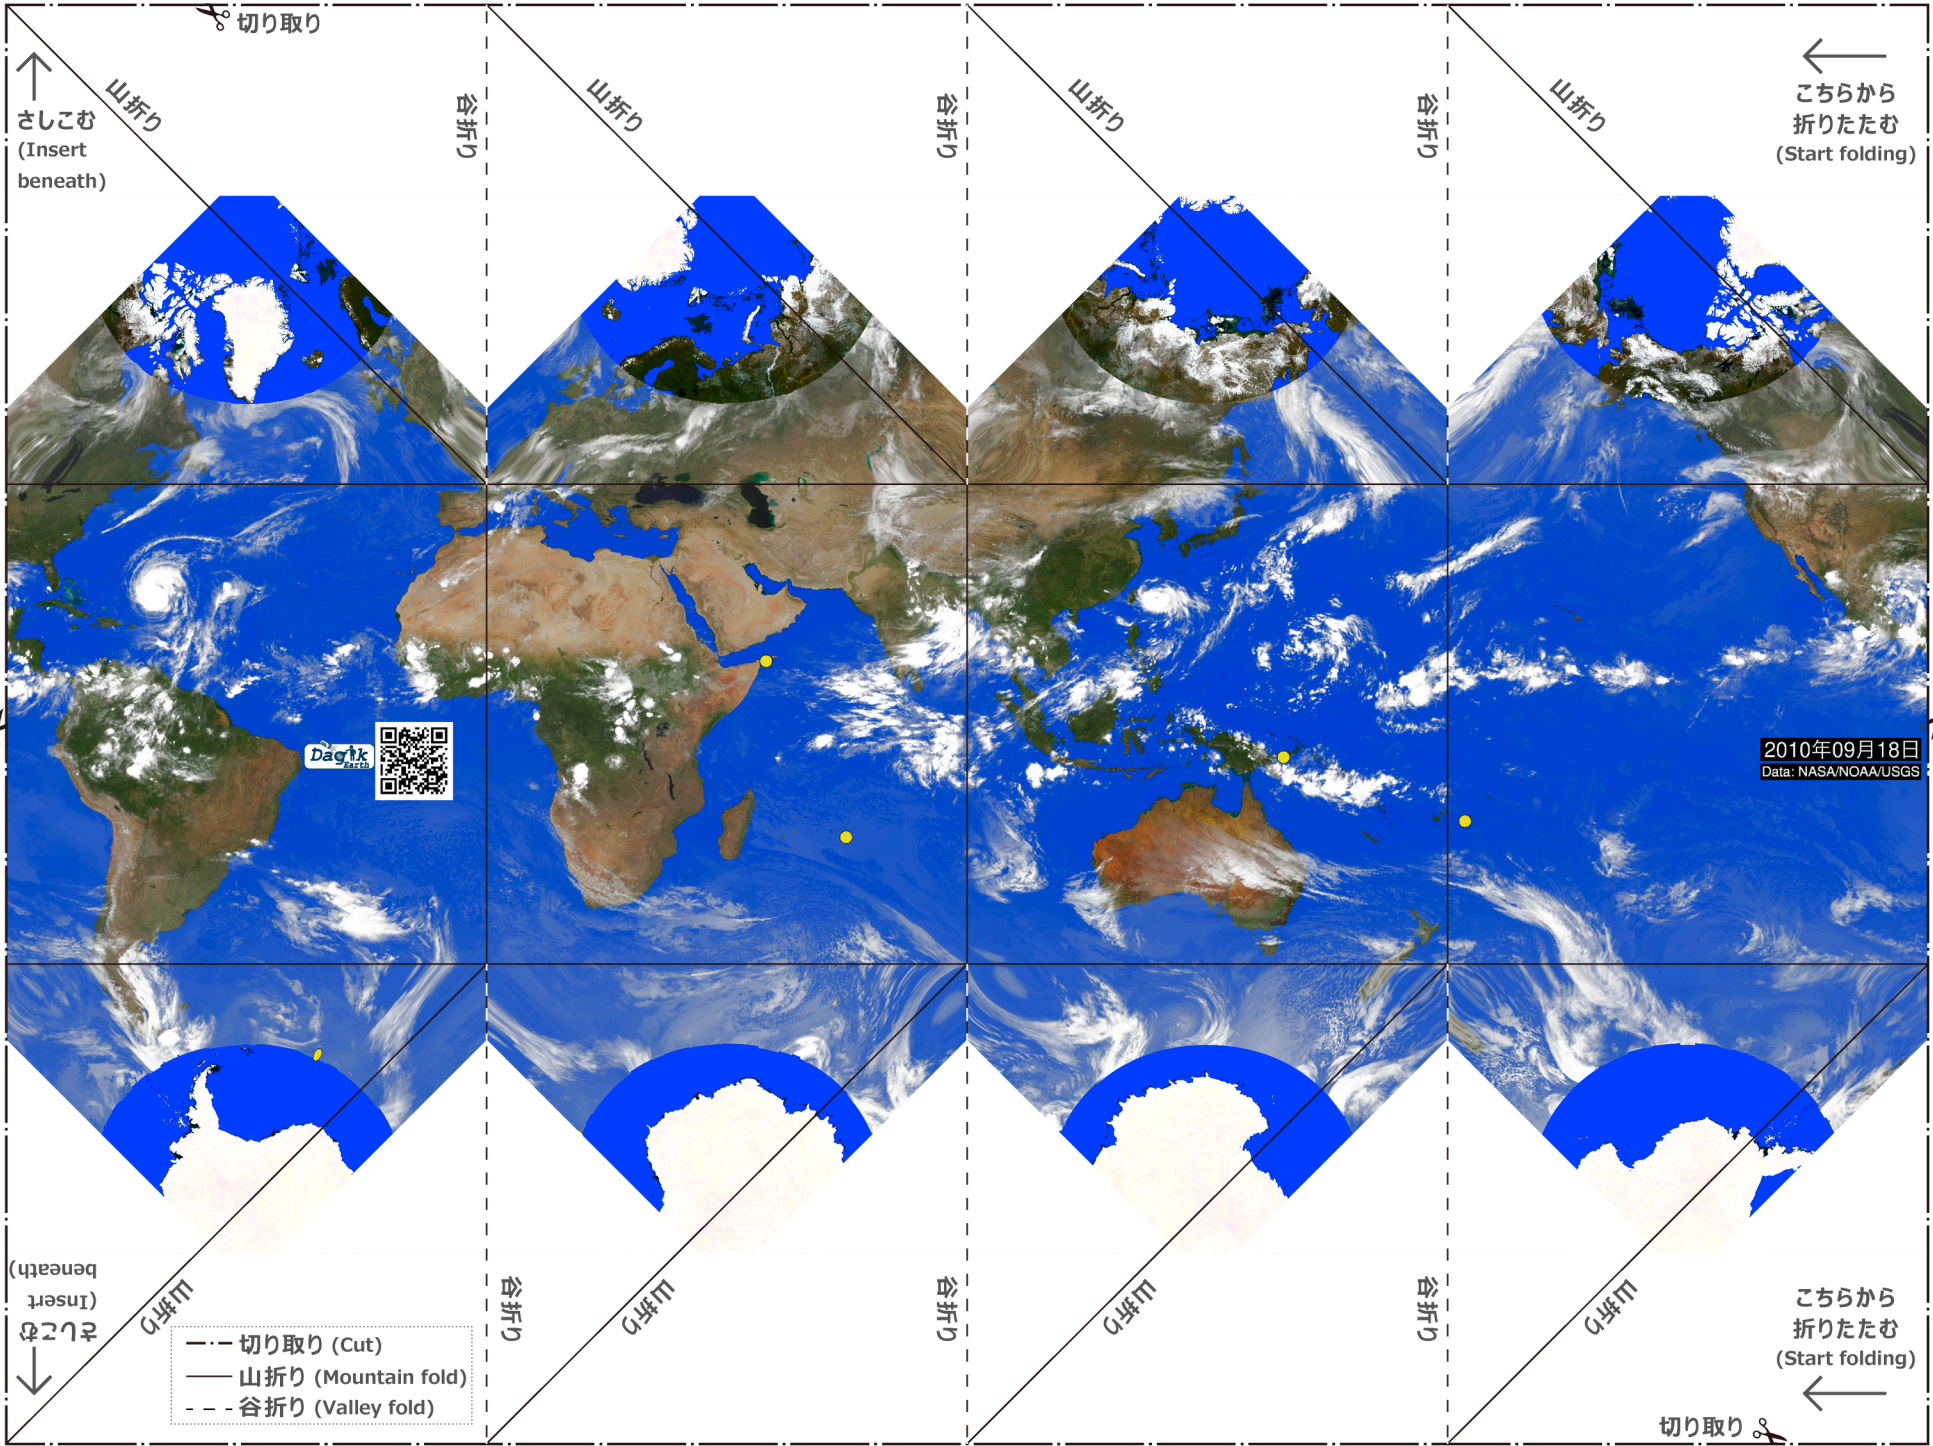 切り取り
山折り
谷折り
山折り
谷折り
山折り
谷折り
山折り
さしこむ
(Insert
beneath)
こちらから
折りたたむ
(Start folding)
Dagik
Earth
2010年09月18日
Data: NASA/NOAA/USGS
さしこむ
(Insert
beneath)
山折り
谷折り
山折り
谷折り
山折り
谷折り
山折り
こちらから
折りたたむ
(Start folding)
切り取り (Cut)
山折り (Mountain fold)
谷折り (Valley fold)
切り取り